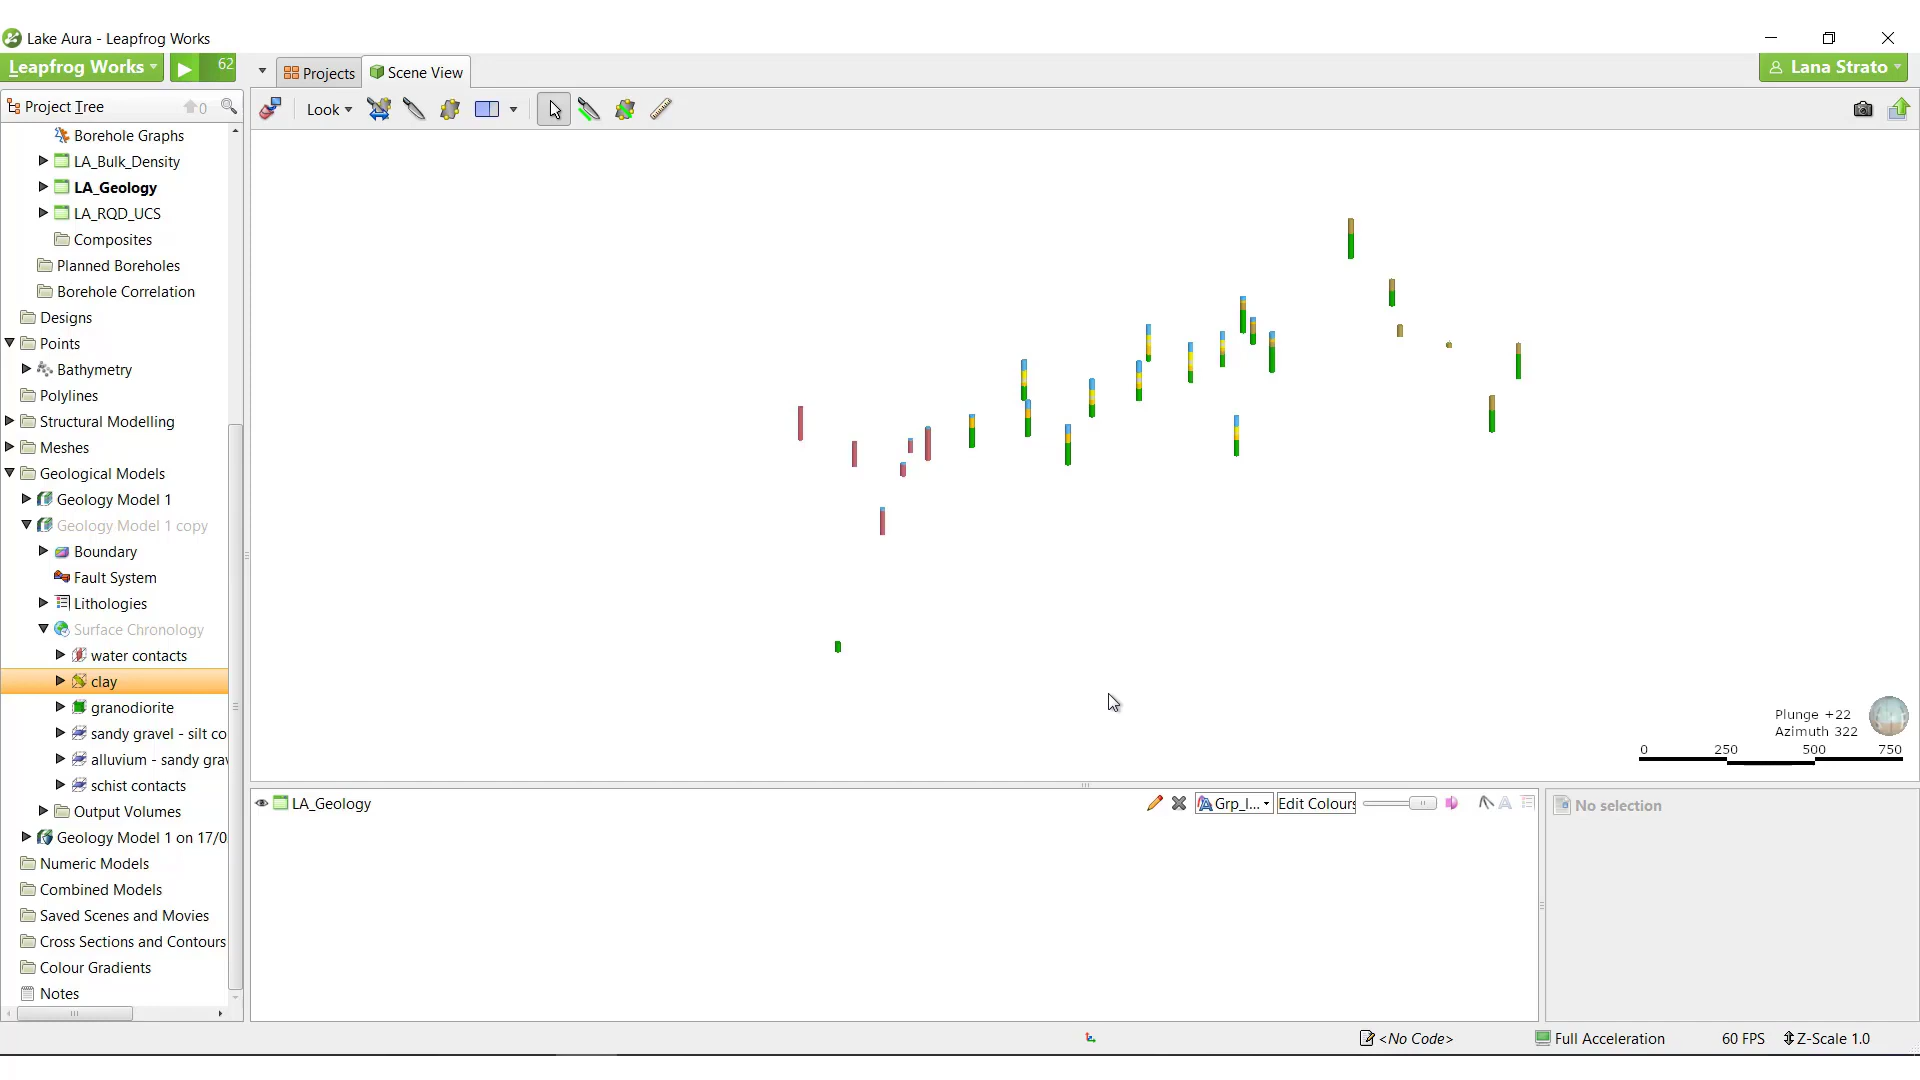 Lake Aura - Leapfrog Works
Leapfrog Works
62
Projects
Scene View
Lana Strato
Project Tree
0
Look
Borehole Graphs
LA_Bulk_Density
LA_Geology
LA_RQD_UCS
Composites
Planned Boreholes
Borehole Correlation
Designs
Points
Bathymetry
Polylines
Structural Modelling
Meshes
Geological Models
Geology Model 1
Geology Model 1 copy
Boundary
Fault System
Lithologies
Surface Chronology
water contacts
clay
granodiorite
sandy gravel - silt co
alluvium - sandy grav
schist contacts
Output Volumes
Geology Model 1 on 17/0
Numeric Models
Combined Models
Saved Scenes and Movies
Cross Sections and Contours
Colour Gradients
Notes
Plunge +22
Azimuth 322
0 250 500 750
LA_Geology
Grp_l...
Edit Colours
No selection
<No Code>
Full Acceleration
60 FPS
Z-Scale 1.0